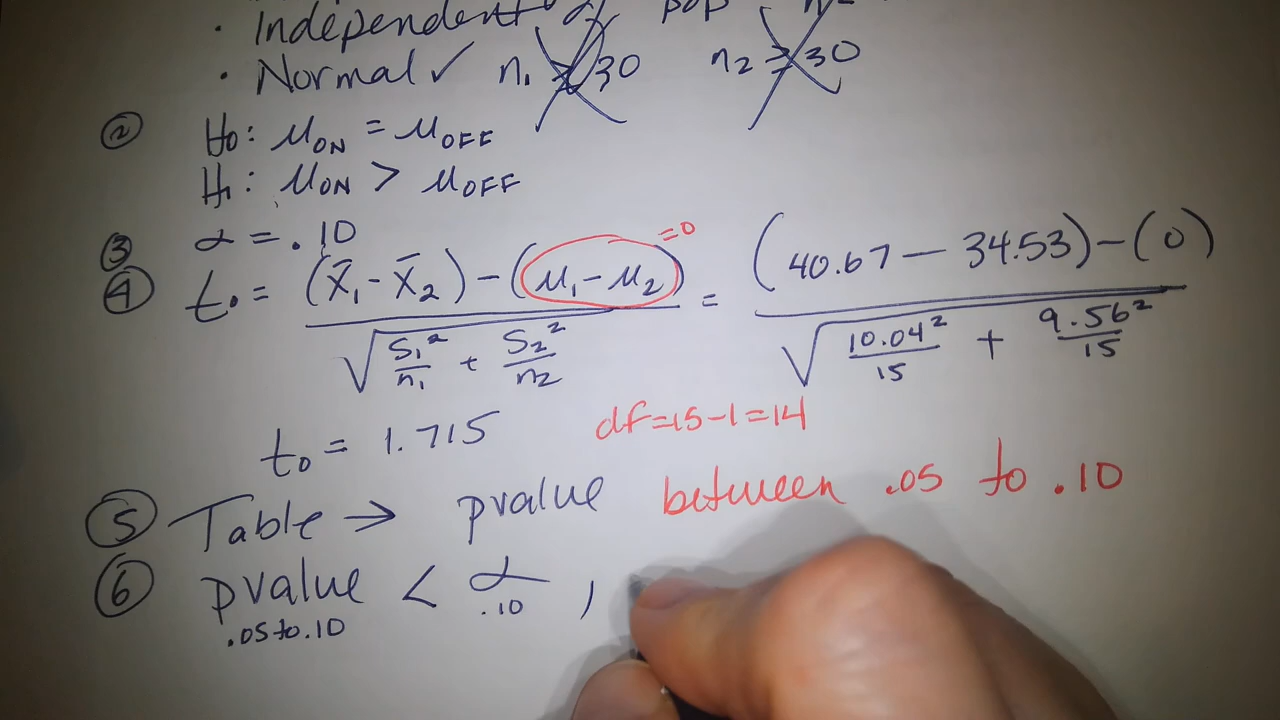 • Independent of pop
• Normal ✓ n₁ ≥ 30 n₂ ≥ 30
② H₀: μON = μOFF
H₁: μON > μOFF
③ α = .10
④ t₀ = (x̄₁ - x̄₂) - (μ₁ - μ₂) =0 / √(S₁²/n₁ + S₂²/n₂) = (40.67 - 34.53) - (0) / √(10.04²/15 + 9.56²/15)
t₀ = 1.715 df=15-1=14
⑤ Table → pvalue between .05 to .10
⑥ pvalue < α ,
.05 to .10 .10